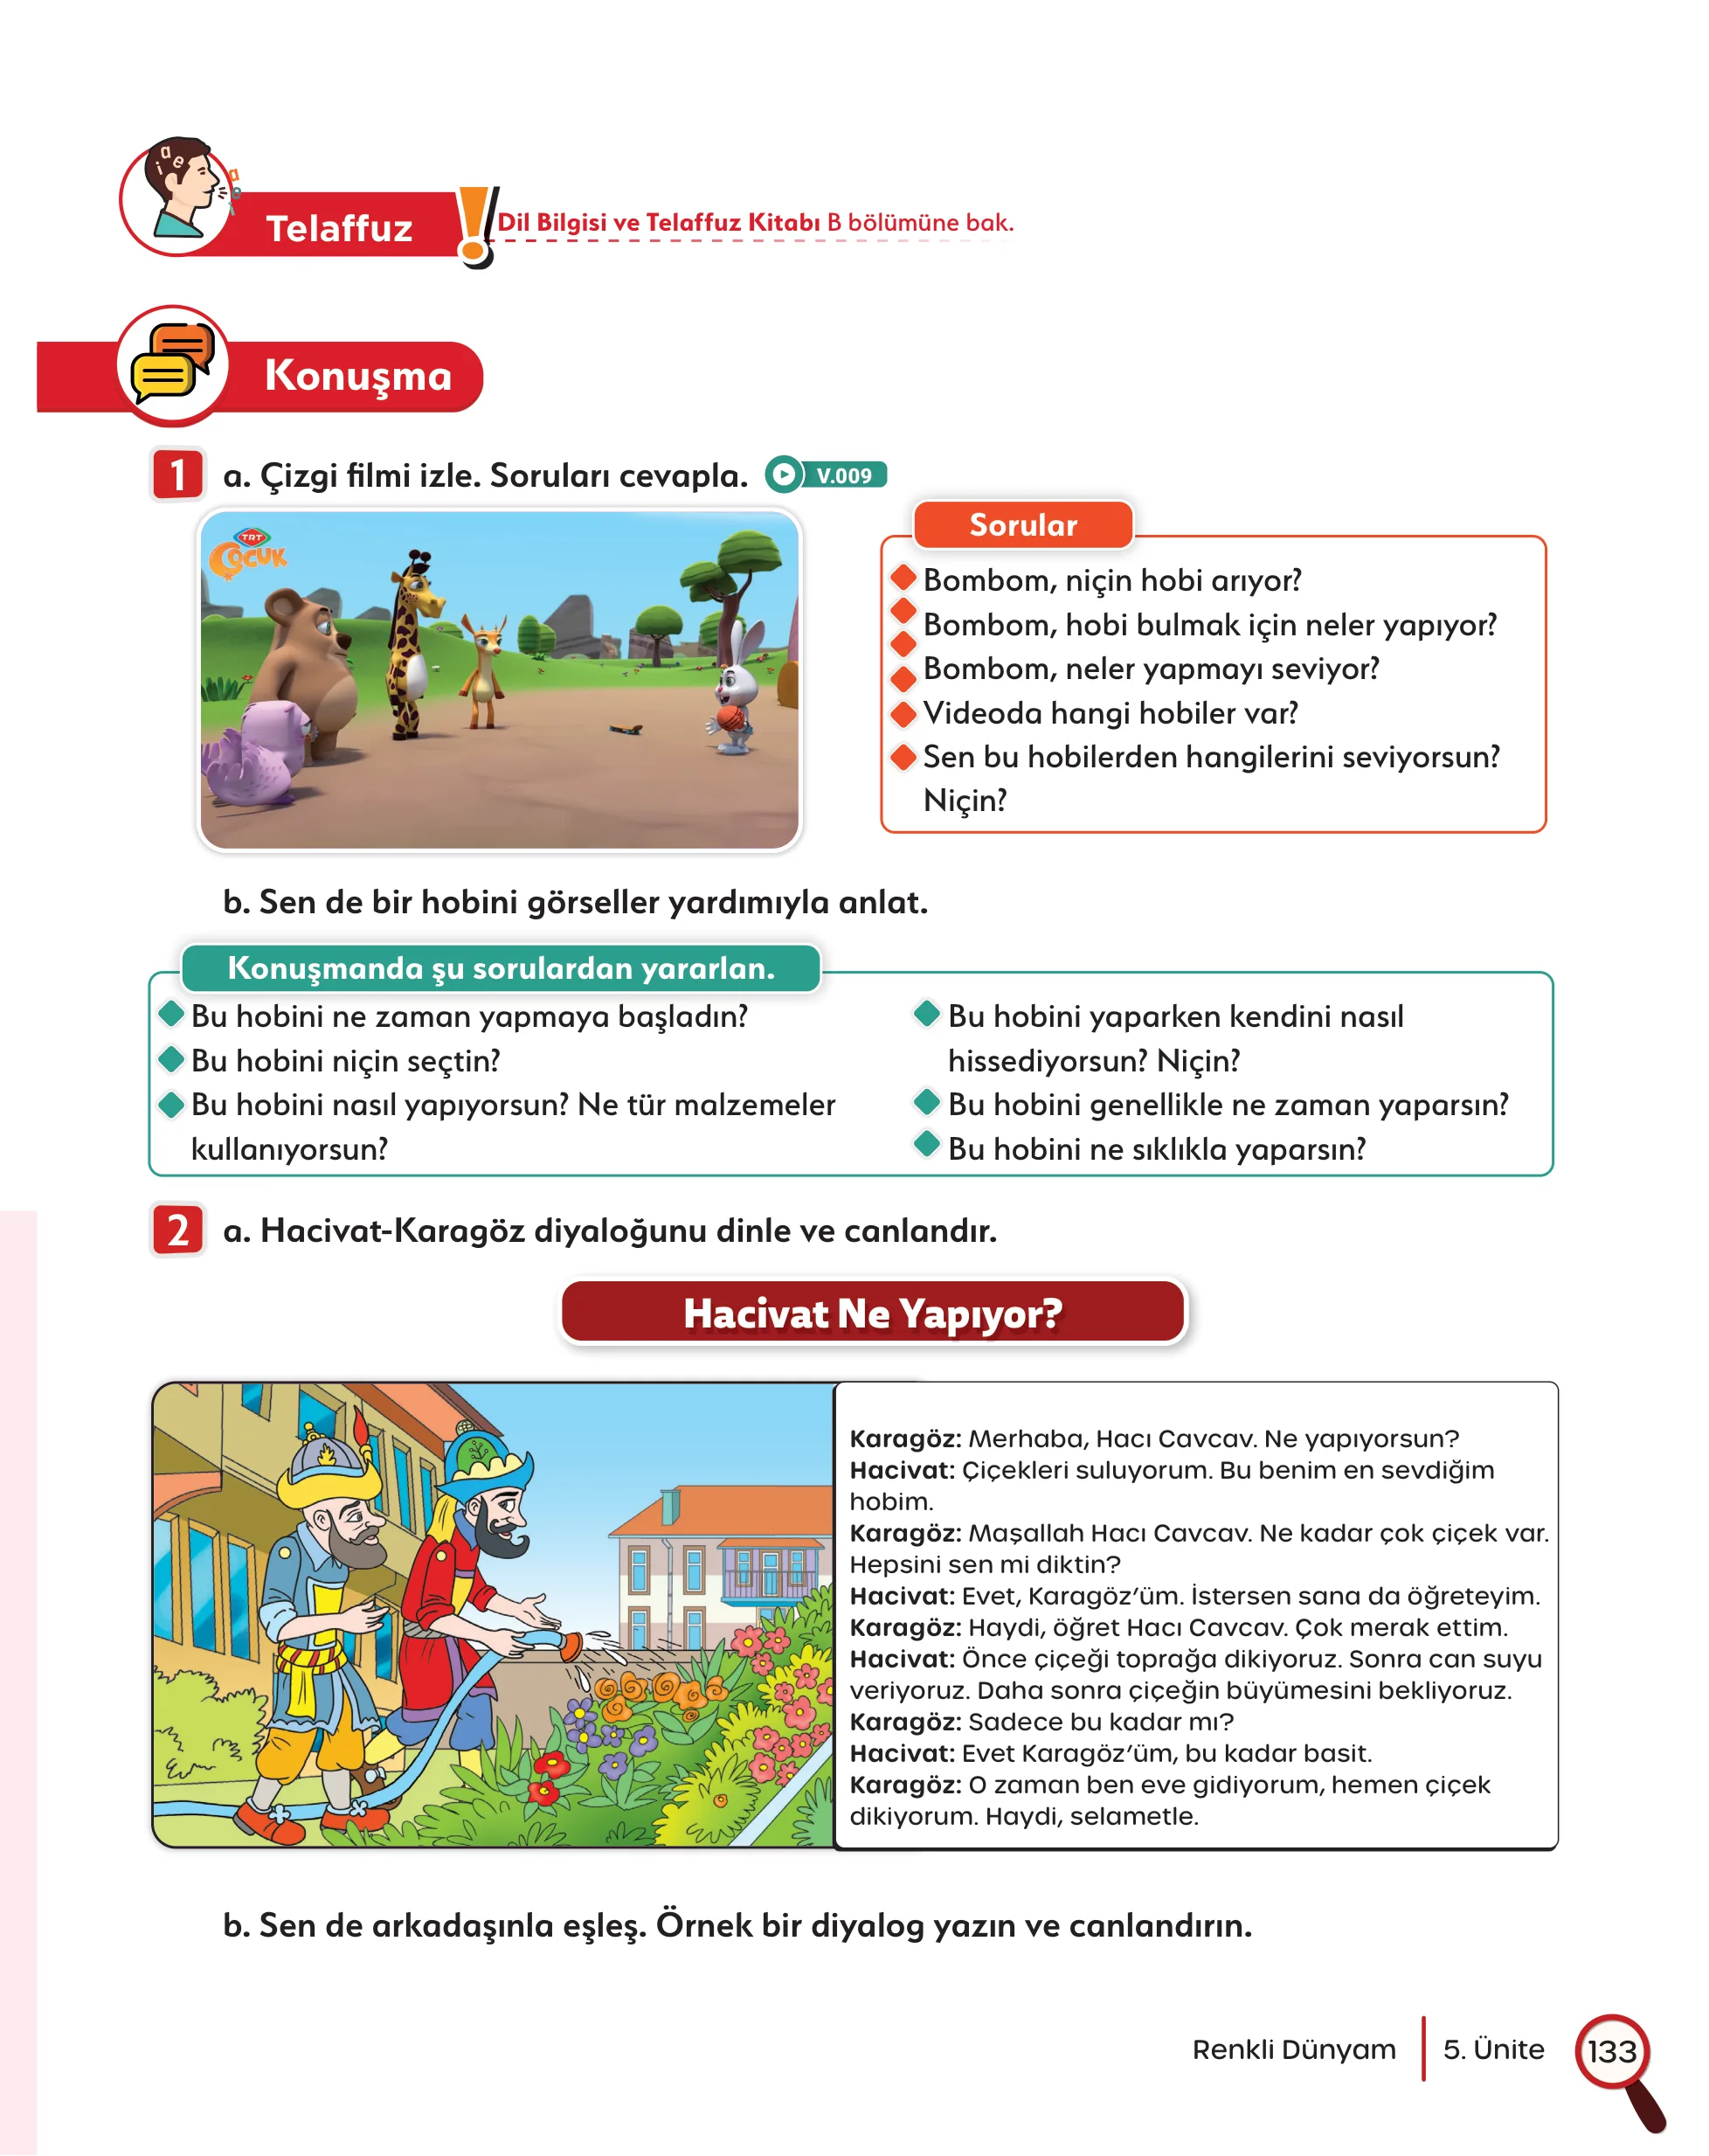 Telaffuz
Dil Bilgisi ve Telaffuz Kitabı B bölümüne bak.
Konuşma
1 a. Çizgi filmi izle. Soruları cevapla. V.009
TRT
ÇOCUK
Sorular
Bombom, niçin hobi arıyor?
Bombom, hobi bulmak için neler yapıyor?
Bombom, neler yapmayı seviyor?
Videoda hangi hobiler var?
Sen bu hobilerden hangilerini seviyorsun?
Niçin?
b. Sen de bir hobini görseller yardımıyla anlat.
Konuşmanda şu sorulardan yararlan.
Bu hobini ne zaman yapmaya başladın?
Bu hobini niçin seçtin?
Bu hobini nasıl yapıyorsun? Ne tür malzemeler
kullanıyorsun?
Bu hobini yaparken kendini nasıl
hissediyorsun? Niçin?
Bu hobini genellikle ne zaman yaparsın?
Bu hobini ne sıklıkla yaparsın?
2 a. Hacivat-Karagöz diyaloğunu dinle ve canlandır.
Hacivat Ne Yapıyor?
Karagöz: Merhaba, Hacı Cavcav. Ne yapıyorsun?
Hacivat: Çiçekleri suluyorum. Bu benim en sevdiğim
hobim.
Karagöz: Maşallah Hacı Cavcav. Ne kadar çok çiçek var.
Hepsini sen mi diktin?
Hacivat: Evet, Karagöz'üm. İstersen sana da öğreteyim.
Karagöz: Haydi, öğret Hacı Cavcav. Çok merak ettim.
Hacivat: Önce çiçeği toprağa dikiyoruz. Sonra can suyu
veriyoruz. Daha sonra çiçeğin büyümesini bekliyoruz.
Karagöz: Sadece bu kadar mı?
Hacivat: Evet Karagöz'üm, bu kadar basit.
Karagöz: O zaman ben eve gidiyorum, hemen çiçek
dikiyorum. Haydi, selametle.
b. Sen de arkadaşınla eşleş. Örnek bir diyalog yazın ve canlandırın.
Renkli Dünyam 5. Ünite 133